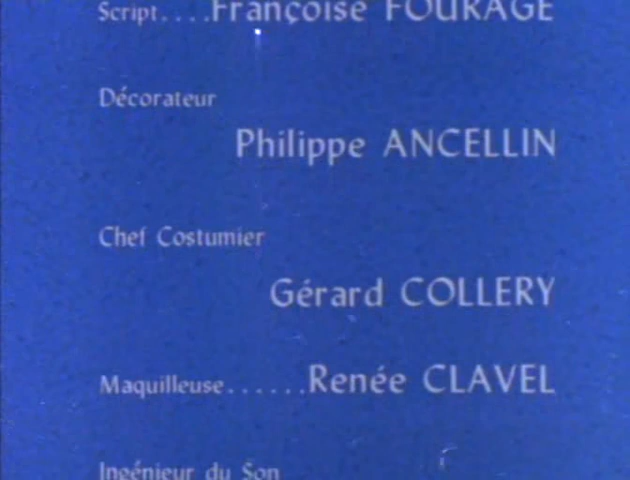 Script....Françoise FOURAGE
Décorateur
Philippe ANCELLIN
Chef Costumier
Gérard COLLERY
Maquilleuse......Renée CLAVEL
Ingénieur du Son